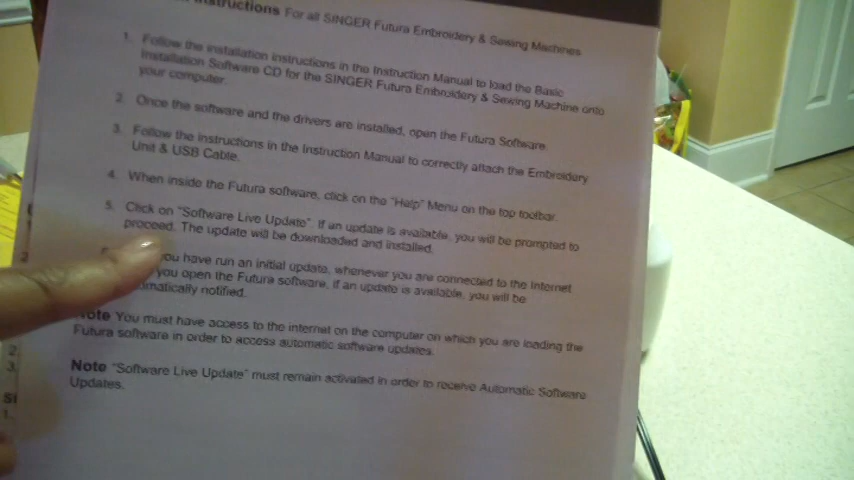 Instructions For all SINGER Futura Embroidery & Sewing Machines
1. Follow the installation instructions in the Instruction Manual to load the Basic
Installation Software CD for the SINGER Futura Embroidery & Sewing Machine onto
your computer.
2. Once the software and the drivers are installed, open the Futura Software.
3. Follow the instructions in the Instruction Manual to correctly attach the Embroidery
Unit & USB Cable.
4. When inside the Futura software, click on the "Help" Menu on the top toolbar.
5. Click on "Software Live Update". If an update is available, you will be prompted to
proceed. The update will be downloaded and installed.
you have run an initial update, whenever you are connected to the Internet
you open the Futura software, if an update is available, you will be
omatically notified.
Note You must have access to the internet on the computer on which you are loading the
Futura software in order to access automatic software updates.
Note "Software Live Update" must remain activated in order to receive Automatic Software
Updates.
2.
3.
SI
1.